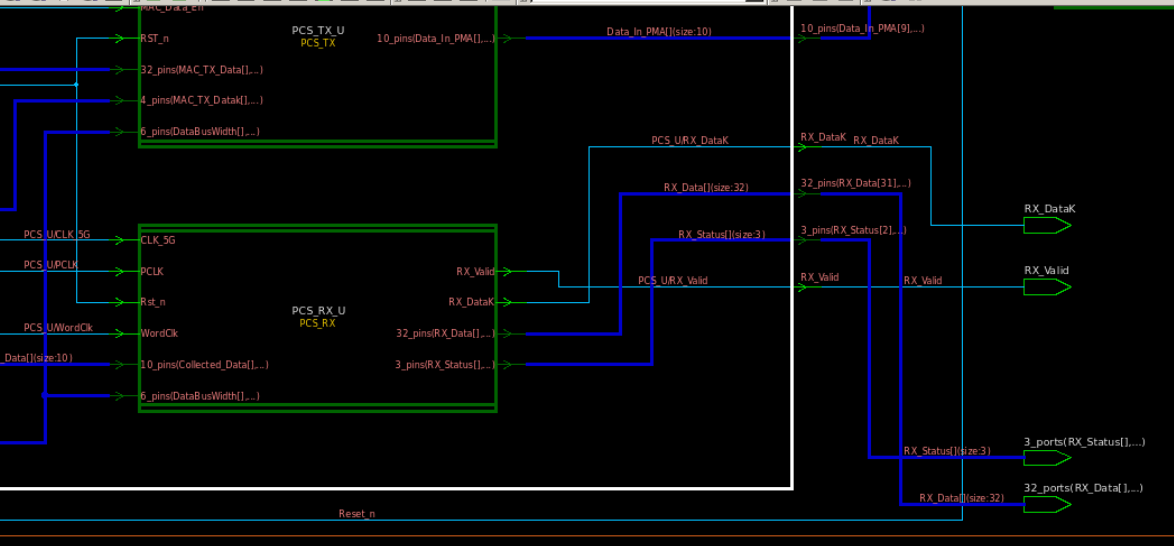 MAC_Data_En
PCS_TX_U
PCS_TX
RST_n
10_pins(Data_In_PMA[],...)
Data_In_PMA[](size:10)
10_pins(Data_In_PMA[9],...)
32_pins(MAC_TX_Data[],...)
4_pins(MAC_TX_Datak[],...)
6_pins(DataBusWidth[],...)
PCS_U/RX_DataK
RX_DataK
RX_DataK
RX_Data[](size:32)
32_pins(RX_Data[31],...)
RX_DataK
PCS_U/CLK_5G
CLK_5G
RX_Status[](size:3)
3_pins(RX_Status[2],...)
PCS_U/PCLK
PCLK
RX_Valid
PCS_U/RX_Valid
RX_Valid
RX_Valid
RX_Valid
Rst_n
RX_DataK
PCS_RX_U
PCS_RX
PCS_U/WordClk
WordClk
32_pins(RX_Data[],...)
_Data[](size:10)
10_pins(Collected_Data[],...)
3_pins(RX_Status[],...)
6_pins(DataBusWidth[],...)
3_ports(RX_Status[],...)
RX_Status[](size:3)
32_ports(RX_Data[],...)
RX_Data[](size:32)
Reset_n